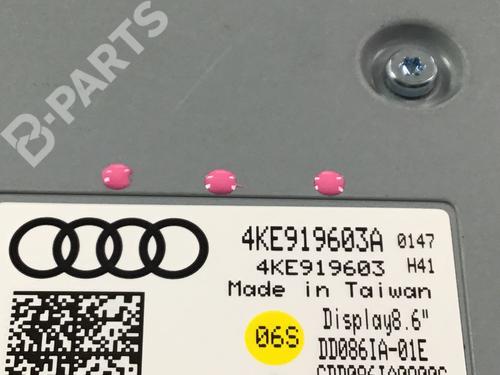 B-PARTS
4KE919603A 0147
4KE919603 H41
Made in Taiwan
06S
Display8.6"
DD086IA-01E